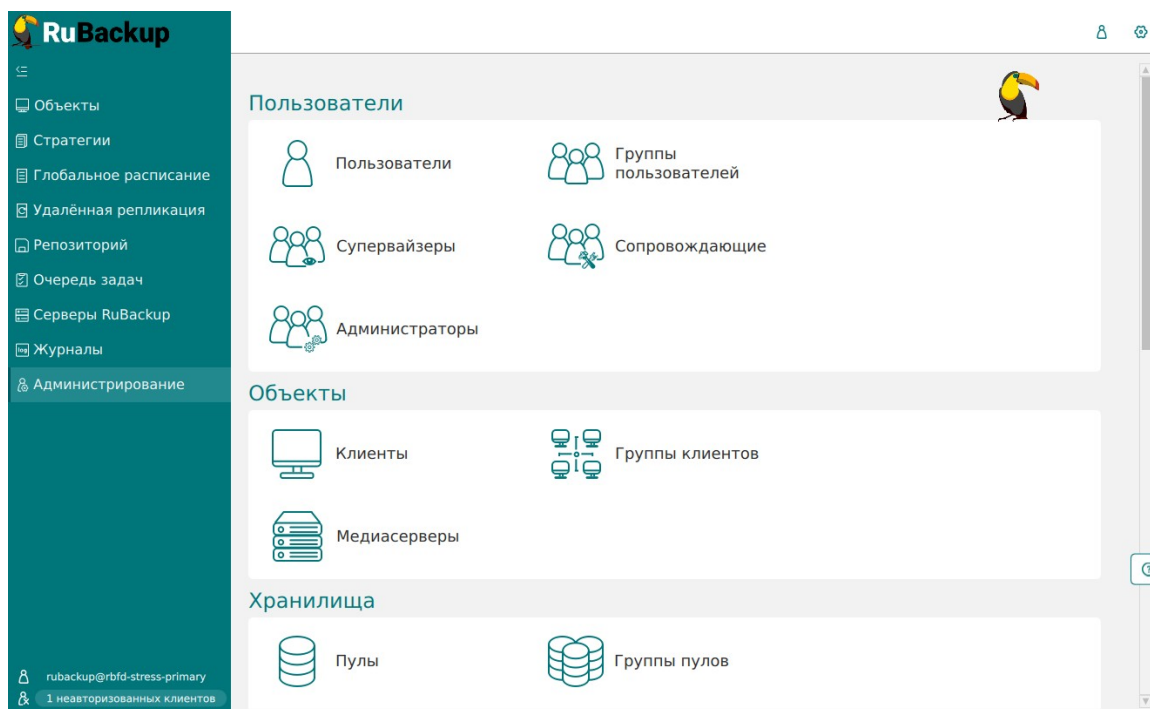 RuBackup
Объекты
Стратегии
Глобальное расписание
Удалённая репликация
Репозиторий
Очередь задач
Серверы RuBackup
log Журналы
Администрирование
rubackup@rbfd-stress-primary
1 неавторизованных клиентов
Пользователи
Пользователи
Группы
пользователей
Супервайзеры
Сопровождающие
Администраторы
Объекты
Клиенты
Группы клиентов
Медиасерверы
Хранилища
Пулы
Группы пулов